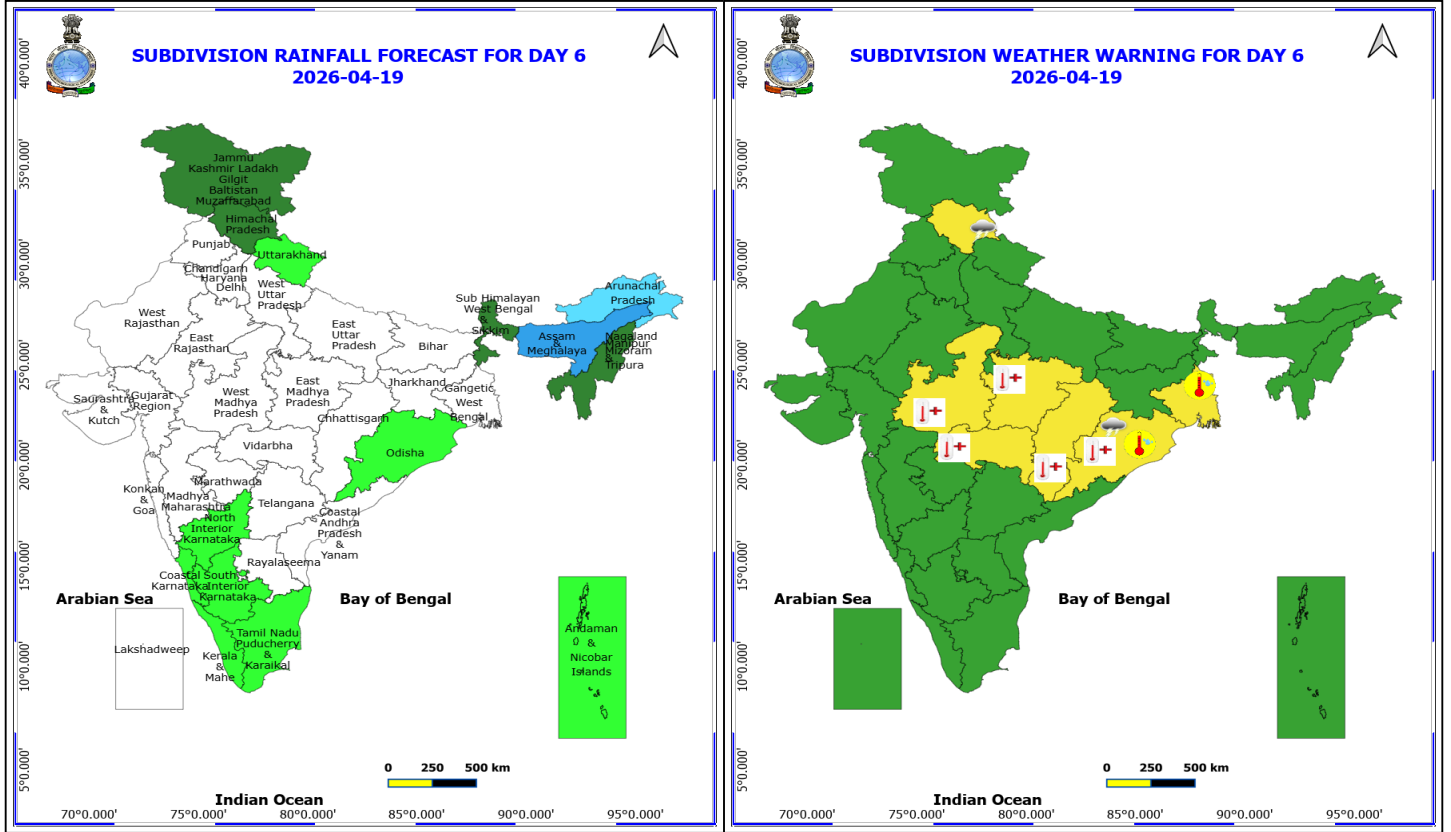 SUBDIVISION RAINFALL FORECAST FOR DAY 6
2026-04-19
40°0.000'
35°0.000'
30°0.000'
25°0.000'
20°0.000'
15°0.000'
10°0.000'
5°0.000'
Jammu
Kashmir Ladakh
Gilgit
Baltistan
Muzaffarabad
Himachal
Pradesh
Punjab
Uttarakhand
Chandigarh
Haryana
Delhi
West
Uttar
Pradesh
Arunachal
Pradesh
Sub Himalayan
West Bengal
&
Sikkim
West
Rajasthan
East
Rajasthan
East
Uttar
Pradesh
Bihar
Assam
&
Meghalaya
Nagaland
Manipur
Mizoram
&
Tripura
Saurashtra
&
Kutch
Gujarat
Region
West
Madhya
Pradesh
East
Madhya
Pradesh
Jharkhand
Gangetic
West
Bengal
Chhattisgarh
Vidarbha
Odisha
Konkan
&
Goa
Madhya
Maharashtra
Marathwada
Telangana
North
Interior
Karnataka
Coastal
Andhra
Pradesh
&
Yanam
Rayalaseema
Coastal
Karnataka
South
Interior
Karnataka
Arabian Sea
Bay of Bengal
Lakshadweep
Kerala
&
Mahe
Tamil Nadu
Puducherry
&
Karaikal
Andaman
&
Nicobar
Islands
0 250 500 km
Indian Ocean
70°0.000' 75°0.000' 80°0.000' 85°0.000' 90°0.000' 95°0.000'
SUBDIVISION WEATHER WARNING FOR DAY 6
2026-04-19
40°0.000'
35°0.000'
30°0.000'
25°0.000'
20°0.000'
15°0.000'
10°0.000'
5°0.000'
Arabian Sea
Bay of Bengal
0 250 500 km
Indian Ocean
70°0.000' 75°0.000' 80°0.000' 85°0.000' 90°0.000' 95°0.000'